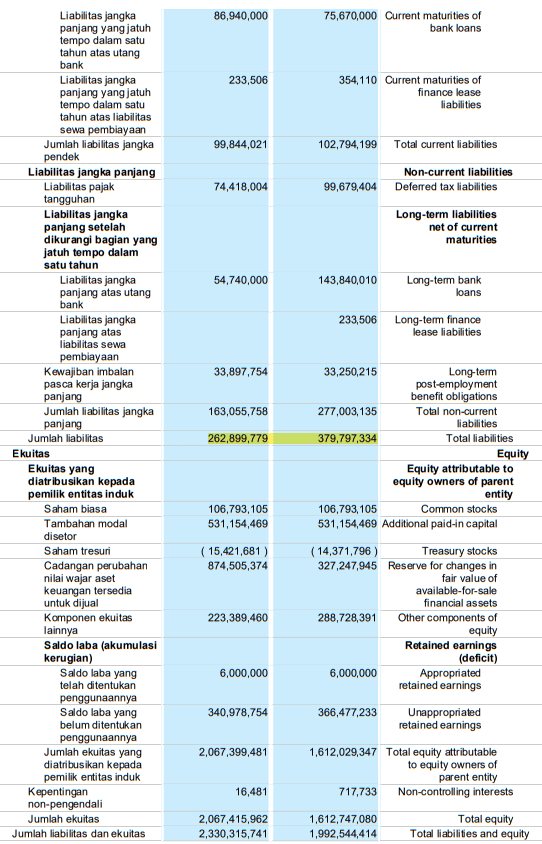 Liabilitas jangka 86,940,000 75,670,000 Current maturities of
panjang yang jatuh bank loans
tempo dalam satu
tahun atas utang
bank
Liabilitas jangka 233,506 354,110 Current maturities of
panjang yang jatuh finance lease
tempo dalam satu liabilities
tahun atas liabilitas
sewa pembiayaan
Jumlah liabilitas jangka 99,844,021 102,794,199 Total current liabilities
pendek
Liabilitas jangka panjang Non-current liabilities
Liabilitas pajak 74,418,004 99,679,404 Deferred tax liabilities
tangguhan
Liabilitas jangka Long-term liabilities
panjang setelah net of current
dikurangi bagian yang maturities
jatuh tempo dalam
satu tahun
Liabilitas jangka 54,740,000 143,840,010 Long-term bank
panjang atas utang loans
bank
Liabilitas jangka 233,506 Long-term finance
panjang atas lease liabilities
liabilitas sewa
pembiayaan
Kewajiban imbalan 33,897,754 33,250,215 Long-term
pasca kerja jangka post-employment
panjang benefit obligations
Jumlah liabilitas jangka 163,055,758 277,003,135 Total non-current
panjang liabilities
Jumlah liabilitas 262,899,779 379,797,334 Total liabilities
Ekuitas Equity
Ekuitas yang Equity attributable to
diatribusikan kepada equity owners of parent
pemilik entitas induk entity
Saham biasa 106,793,105 106,793,105 Common stocks
Tambahan modal 531,154,469 531,154,469 Additional paid-in capital
disetor
Saham tresuri ( 15,421,681 ) ( 14,371,796 ) Treasury stocks
Cadangan perubahan 874,505,374 327,247,945 Reserve for changes in
nilai wajar aset fair value of
keuangan tersedia available-for-sale
untuk dijual financial assets
Komponen ekuitas 223,389,460 288,728,391 Other components of
lainnya equity
Saldo laba (akumulasi Retained earnings
kerugian) (deficit)
Saldo laba yang 6,000,000 6,000,000 Appropriated
telah ditentukan retained earnings
penggunaannya
Saldo laba yang 340,978,754 366,477,233 Unappropriated
belum ditentukan retained earnings
penggunaannya
Jumlah ekuitas yang 2,067,399,481 1,612,029,347 Total equity attributable
diatribusikan kepada to equity owners of
pemilik entitas induk parent entity
Kepentingan 16,481 717,733 Non-controlling interests
non-pengendali
Jumlah ekuitas 2,067,415,962 1,612,747,080 Total equity
Jumlah liabilitas dan ekuitas 2,330,315,741 1,992,544,414 Total liabilities and equity